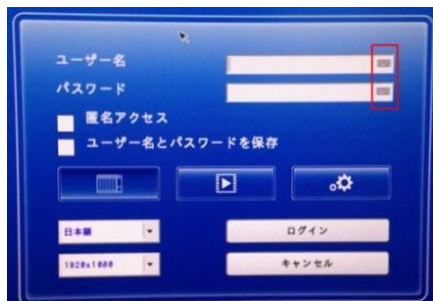 ユーザー名
パスワード
匿名アクセス
ユーザー名とパスワードを保存
日本語
ログイン
1920x1080
キャンセル